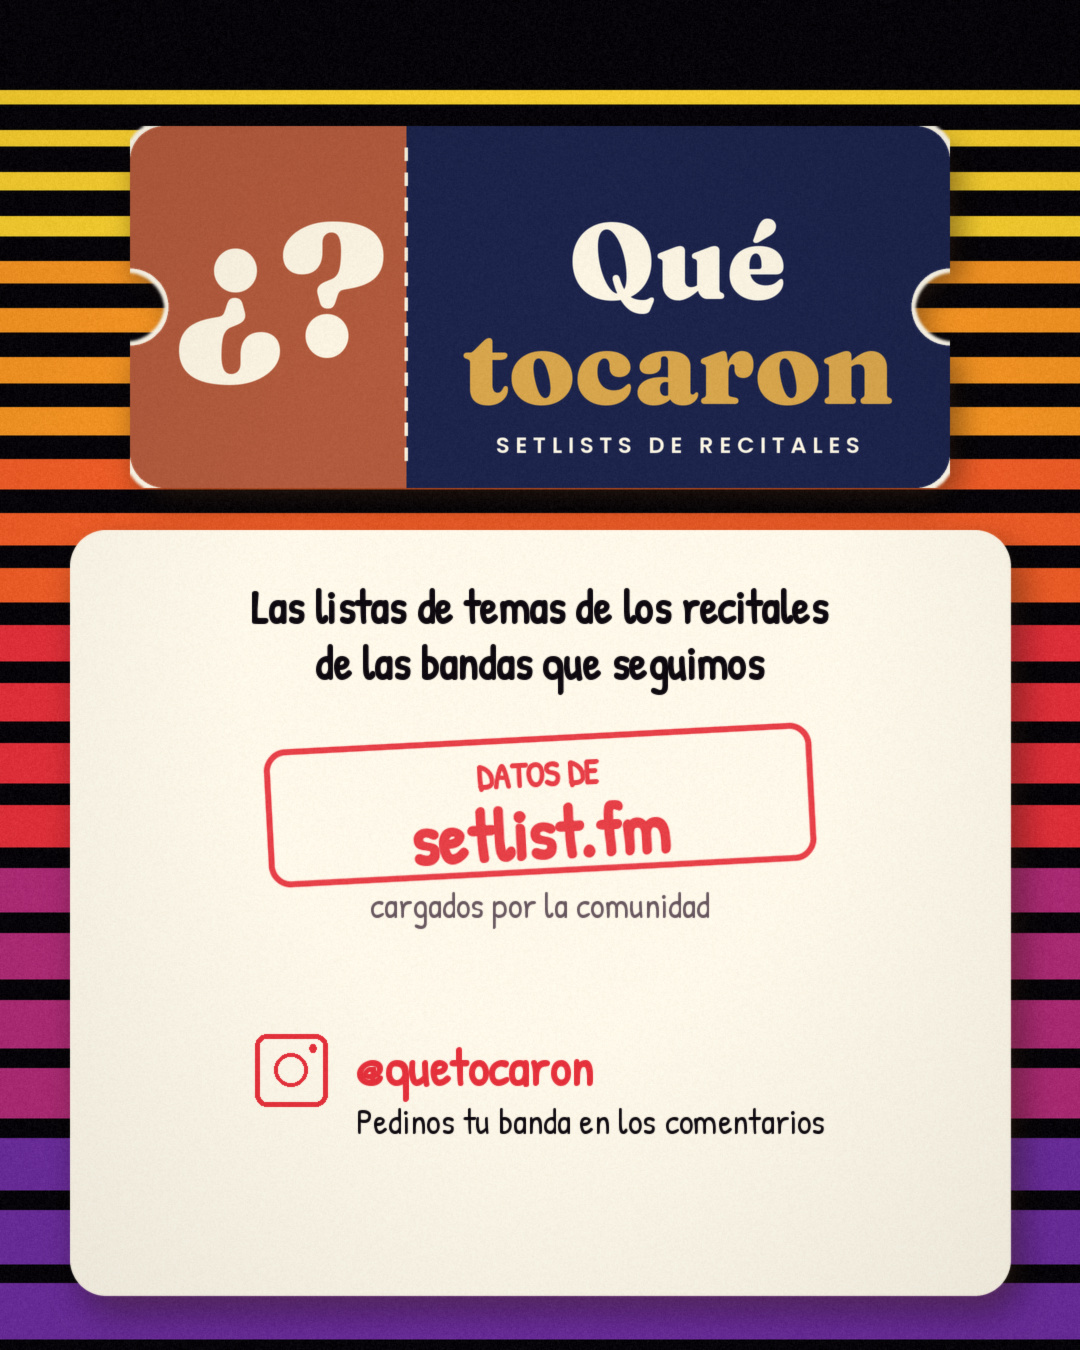 ¿?
Qué
tocaron
SETLISTS DE RECITALES
Las listas de temas de los recitales
de las bandas que seguimos
DATOS DE
setlist.fm
cargados por la comunidad
@quetocaron
Pedinos tu banda en los comentarios